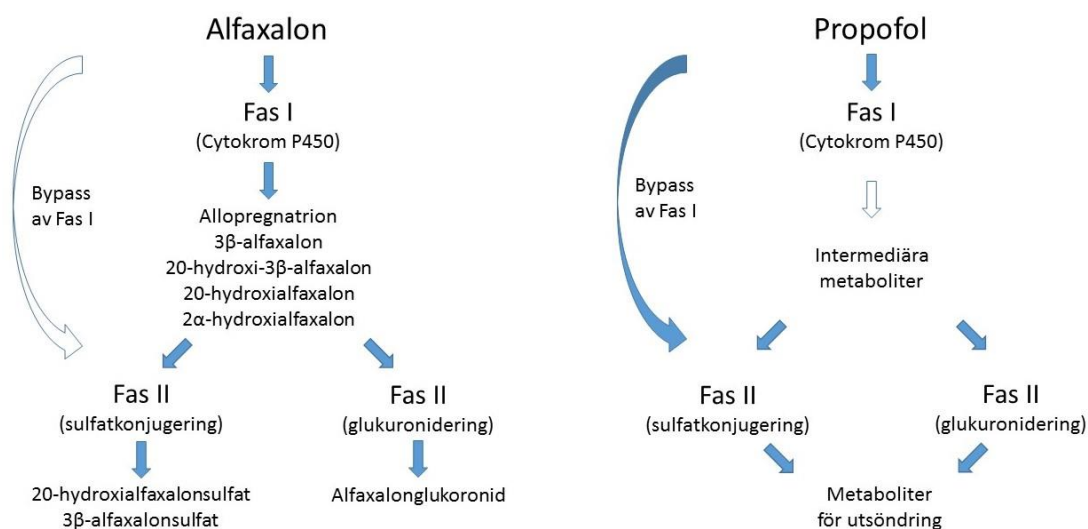 Alfaxalon
Fas I
(Cytokrom P450)
Bypass
av Fas I
Allopregnatrion
3β-alfaxalon
20-hydroxi-3β-alfaxalon
20-hydroxialfaxalon
2α-hydroxialfaxalon
Fas II
(sulfatkonjugering)
Fas II
(glukuronidering)
20-hydroxialfaxalonsulfat
3β-alfaxalonsulfat
Alfaxalonglukoronid
Propofol
Fas I
(Cytokrom P450)
Bypass
av Fas I
Intermediära
metaboliter
Fas II
(sulfatkonjugering)
Fas II
(glukuronidering)
Metaboliter
för utsöndring